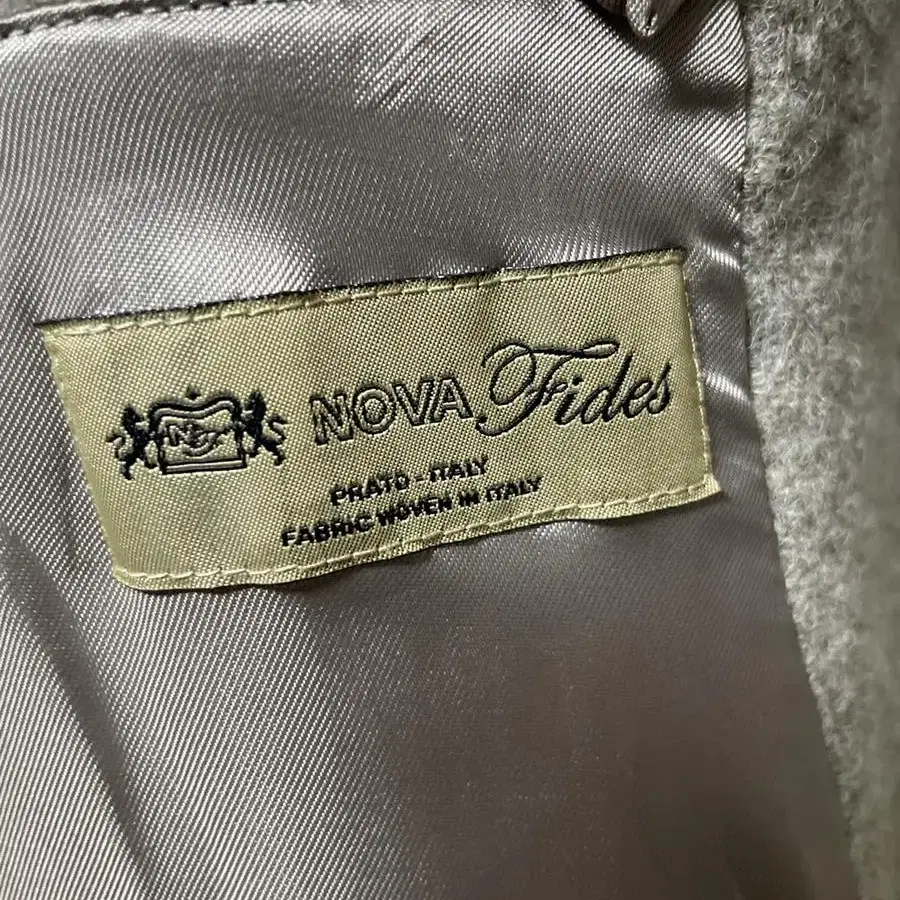 NOVA Fides
PRATO - ITALY
FABRIC WOVEN IN ITALY